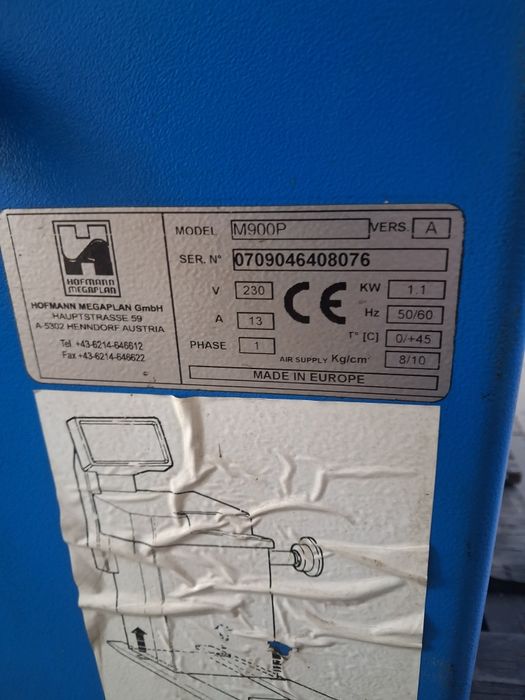 HOFMANN
MEGAPLAN
HOFMANN MEGAPLAN GmbH
HAUPTSTRASSE 59
A-5302 HENNDORF AUSTRIA
Tel +43-6214-646612
Fax +43-6214-646622
MODEL M900P VERS. A
SER. N° 0709046408076
V 230 CE KW 1.1
A 13 Hz 50/60
PHASE 1 T° [C] 0/+45
AIR SUPPLY Kg/cm² 8/10
MADE IN EUROPE